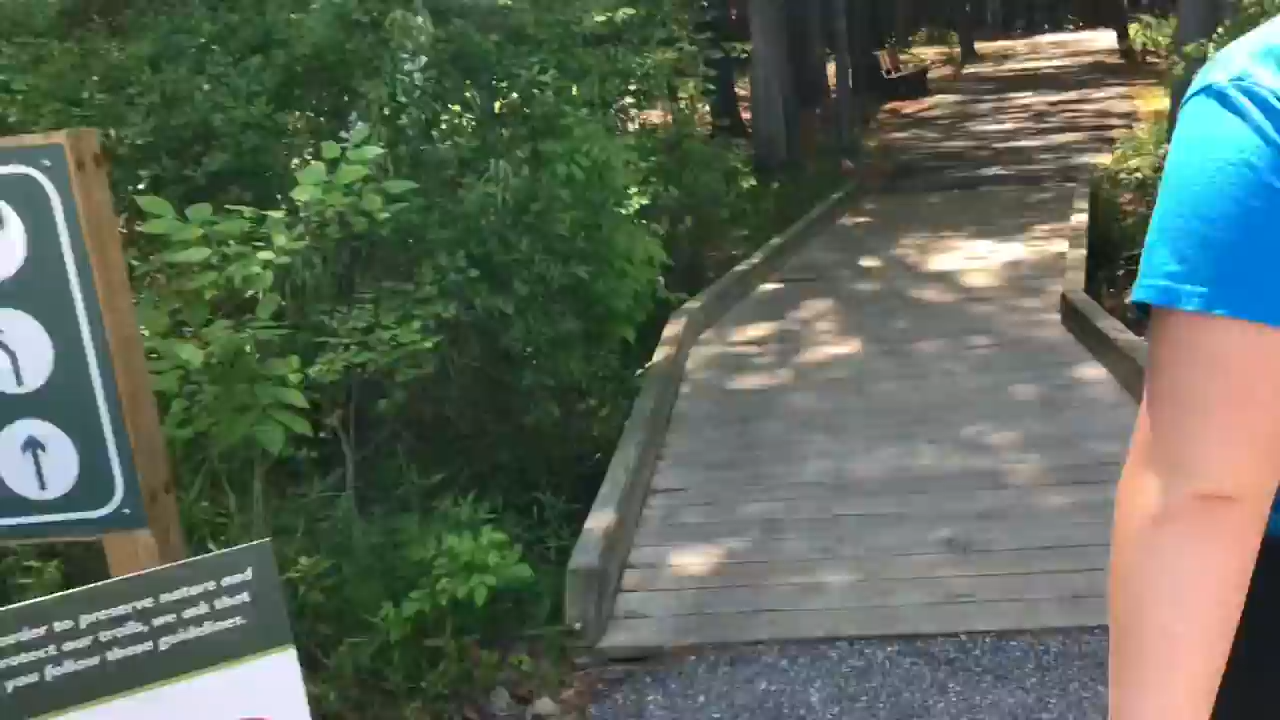 order to preserve nature and
protect our trails, we ask that
you follow these guidelines.